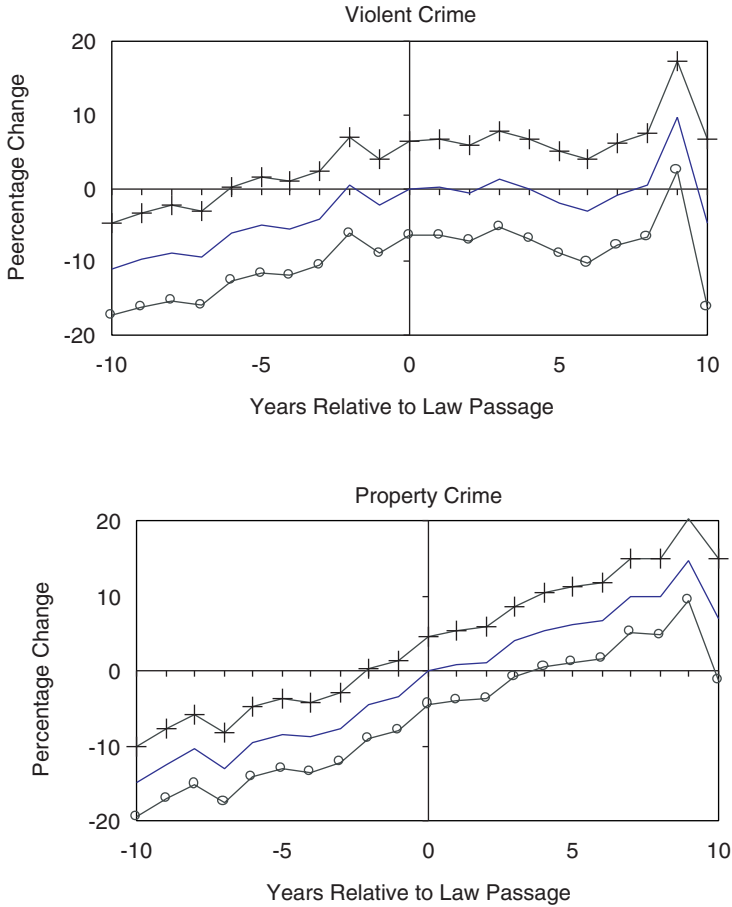 Violent Crime
20
10
0
-10
-20
Peercentage Change
-10 -5 0 5 10
Years Relative to Law Passage
Property Crime
20
10
0
-10
-20
Percentage Change
-10 -5 0 5 10
Years Relative to Law Passage